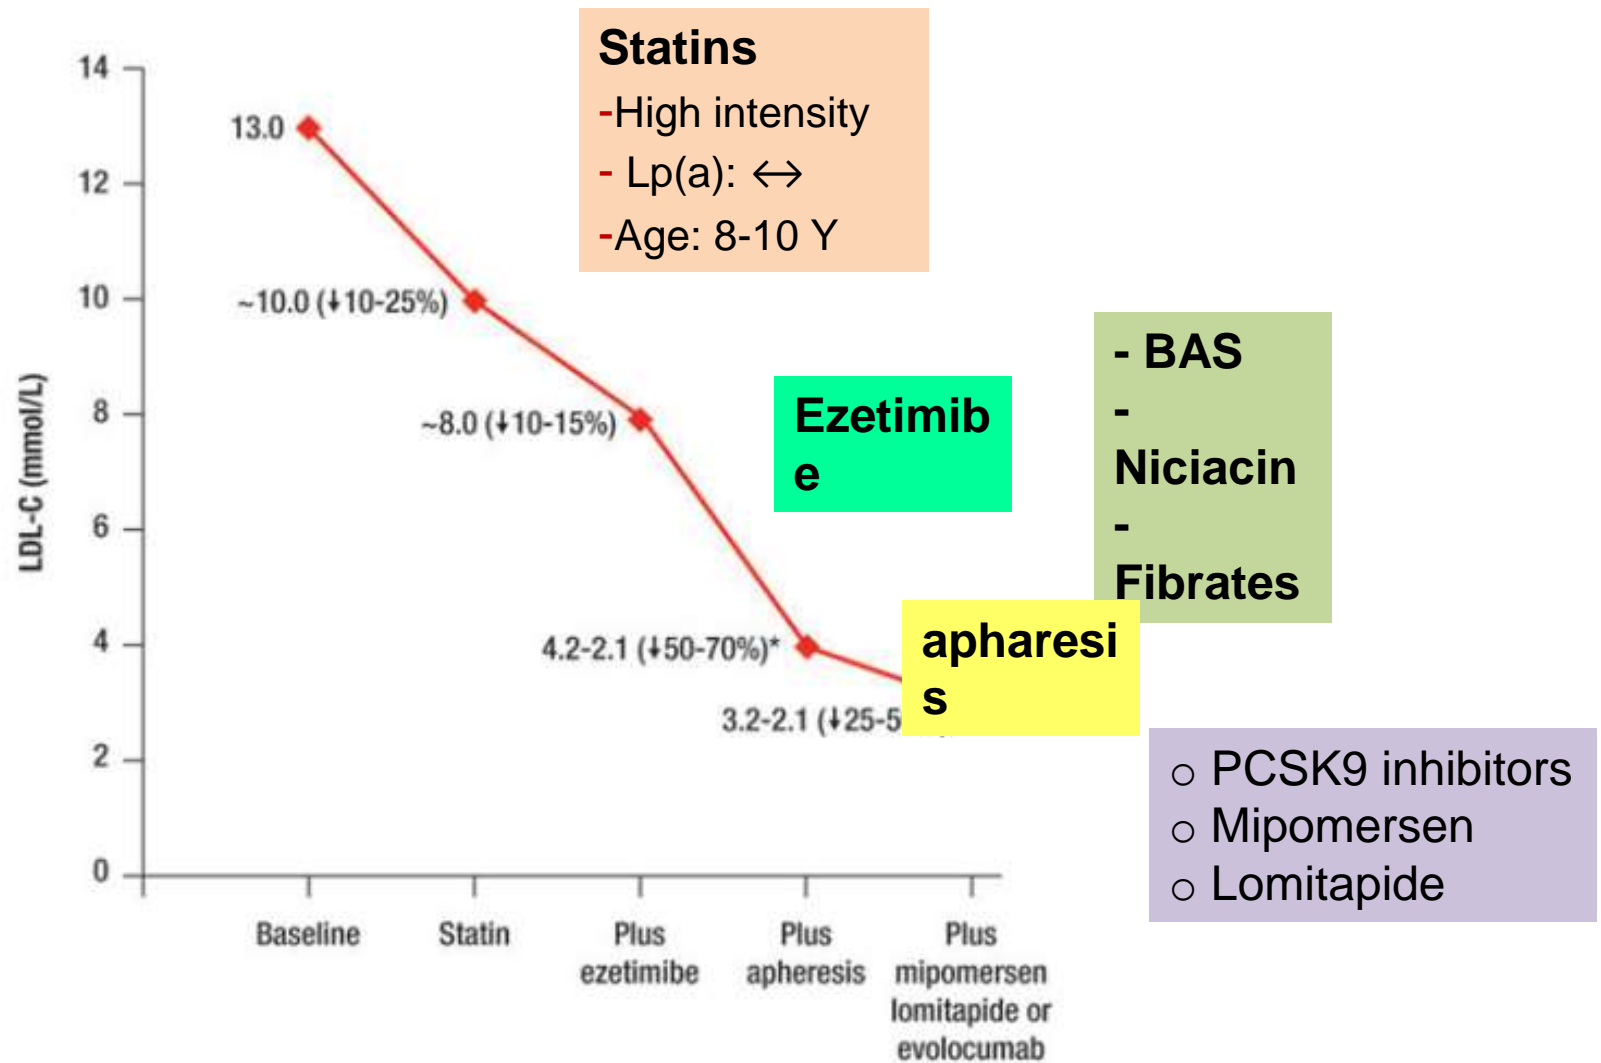 Statins
-High intensity
- Lp(a): ↔
-Age: 8-10 Y
14
12
10
8
6
4
2
0
LDL-C (mmol/L)
13.0
~10.0 (↓10-25%)
~8.0 (↓10-15%)
4.2-2.1 (↓50-70%)*
3.2-2.1 (↓25-5
Ezetimib
e
- BAS
-
Niciacin
-
Fibrates
apharesi
s
○ PCSK9 inhibitors
○ Mipomersen
○ Lomitapide
Baseline
Statin
Plus
ezetimibe
Plus
apheresis
Plus
mipomersen
lomitapide or
evolocumab